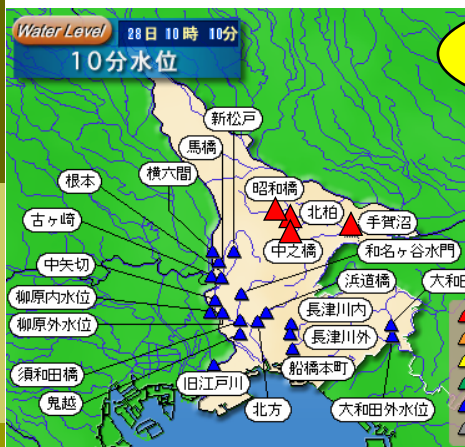 Water Level
28日 10時 10分
10分水位
新松戸
馬橋
横六間
昭和橋
根本
北柏
手賀沼
古ヶ崎
中之橋
和名ヶ谷水門
中矢切
浜道橋
大和田
柳原内水位
長津川内
柳原外水位
長津川外
須和田橋
船橋本町
旧江戸川
鬼越
北方
大和田外水位